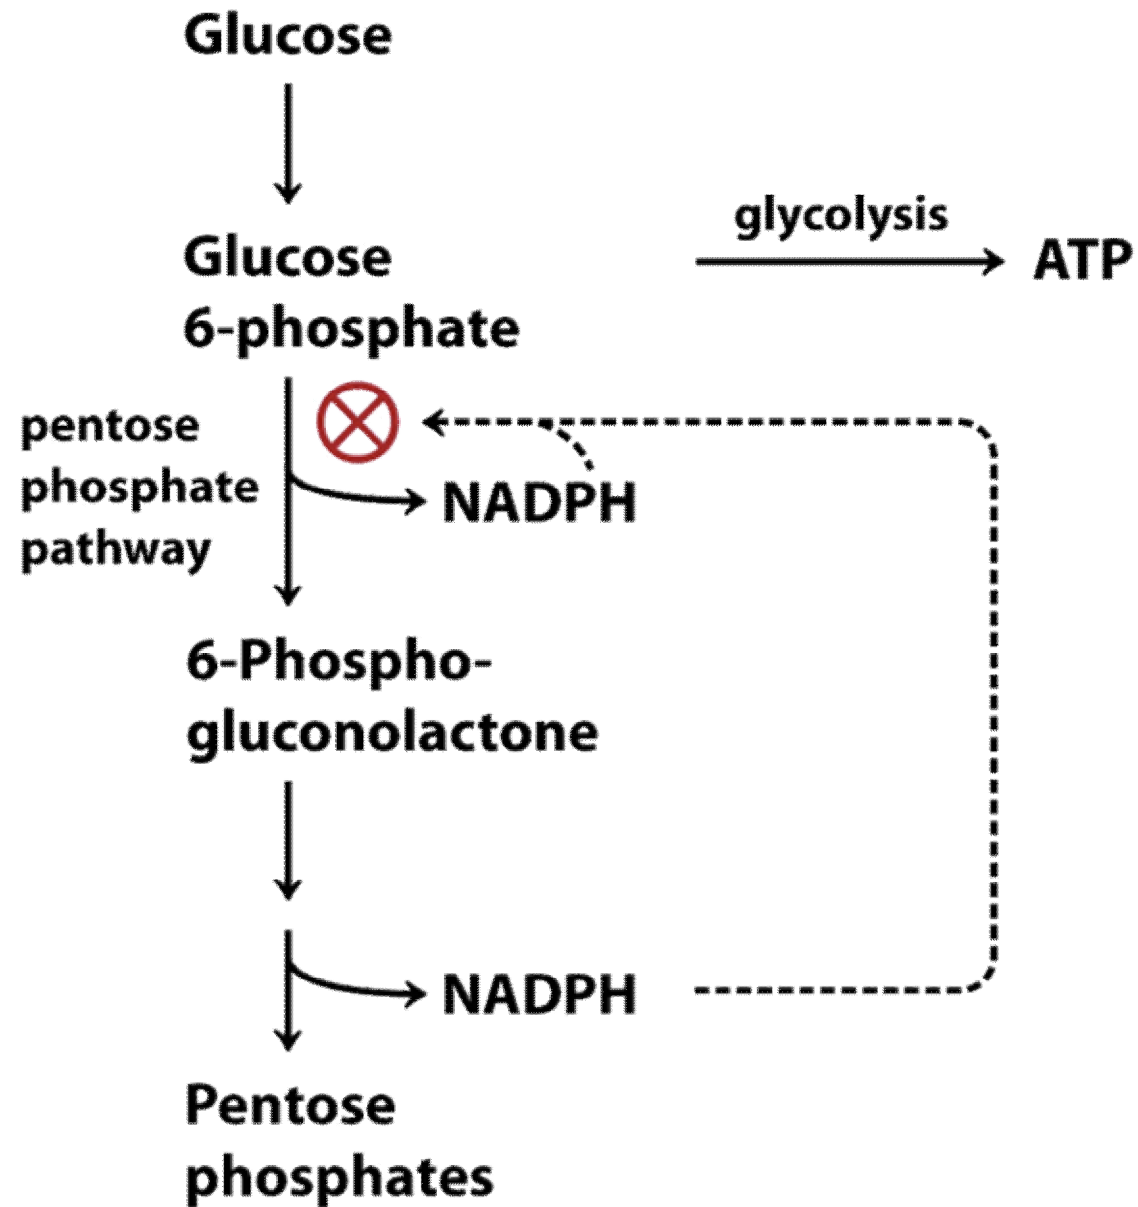 Glucose
glycolysis
Glucose
6-phosphate
ATP
pentose
phosphate
pathway
NADPH
6-Phospho-
gluconolactone
NADPH
Pentose
phosphates